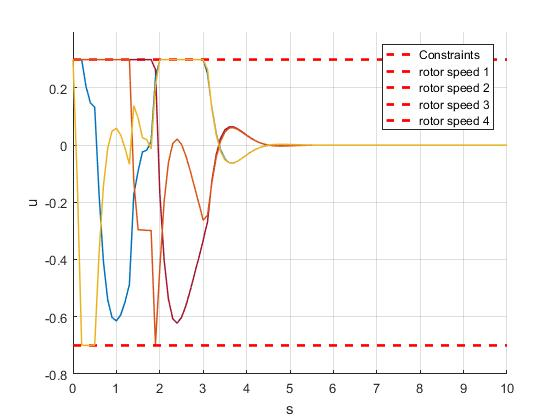 Constraints
rotor speed 1
rotor speed 2
rotor speed 3
rotor speed 4
0.2
0
-0.2
-0.4
-0.6
-0.8
u
0 1 2 3 4 5 6 7 8 9 10
s